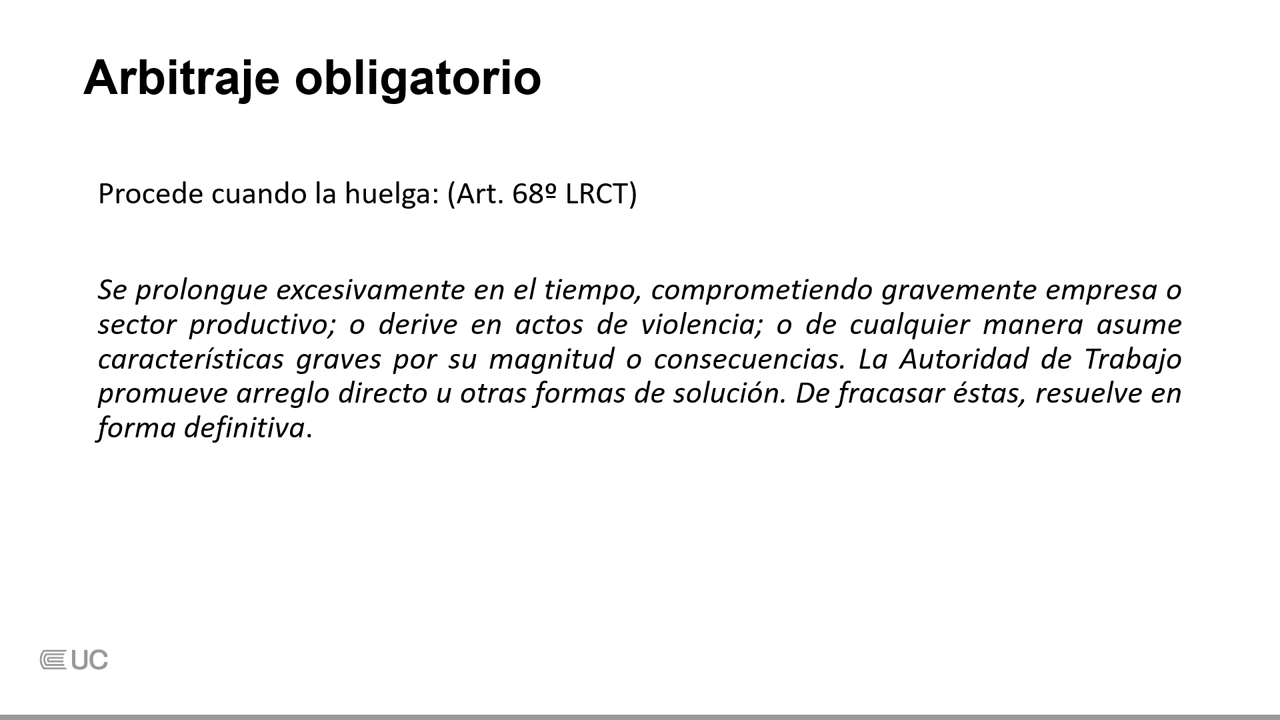 Arbitraje obligatorio
Procede cuando la huelga: (Art. 68º LRCT)
Se prolongue excesivamente en el tiempo, comprometiendo gravemente empresa o
sector productivo; o derive en actos de violencia; o de cualquier manera asume
características graves por su magnitud o consecuencias. La Autoridad de Trabajo
promueve arreglo directo u otras formas de solución. De fracasar éstas, resuelve en
forma definitiva.
UC